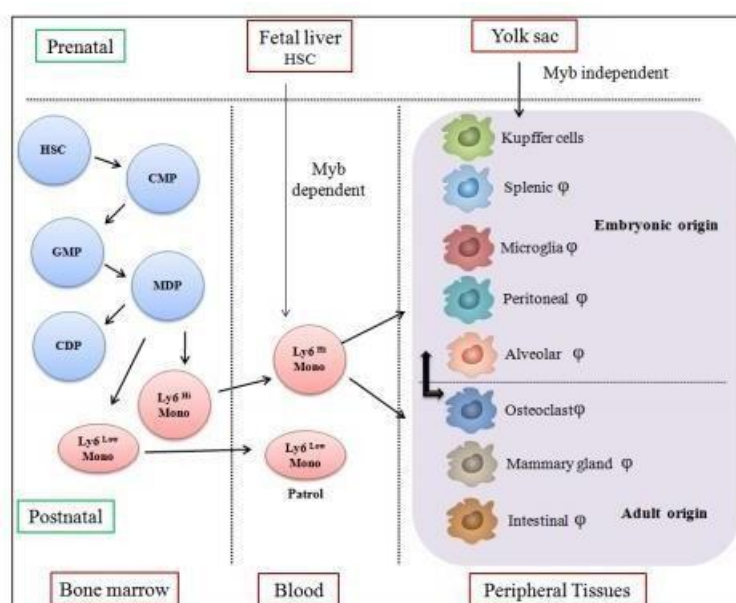 Prenatal
Fetal liver
HSC
Yolk sac
Myb independent
HSC
CMP
GMP
MDP
CDP
Ly6 Hi
Mono
Ly6 Low
Mono
Myb
dependent
Ly6 Hi
Mono
Ly6 Low
Mono
Patrol
Kupffer cells
Splenic φ
Embryonic origin
Microglia φ
Peritoneal φ
Alveolar φ
Osteoclastφ
Mammary gland φ
Intestinal φ
Adult origin
Postnatal
Bone marrow
Blood
Peripheral Tissues